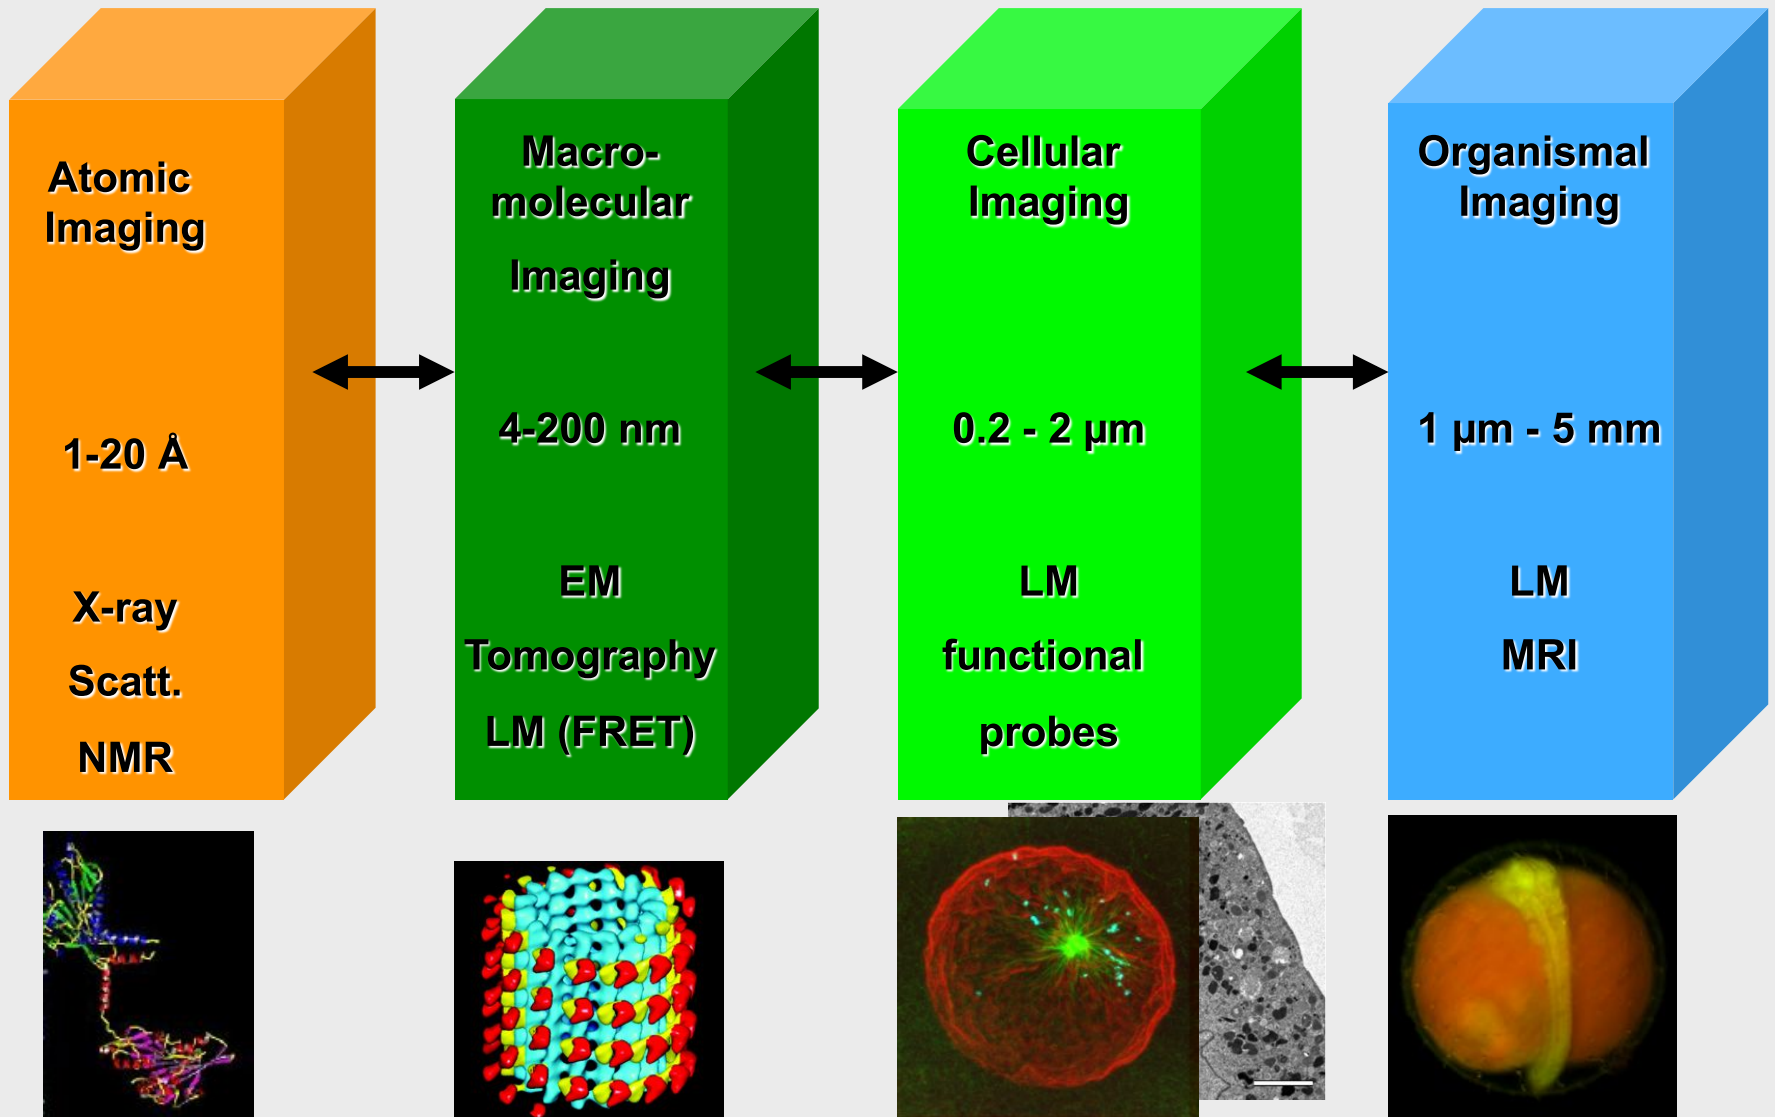 Atomic
Imaging
1-20 Å
X-ray
Scatt.
NMR
Macro-
molecular
Imaging
4-200 nm
EM
Tomography
LM (FRET)
Cellular
Imaging
0.2 - 2 µm
LM
functional
probes
Organismal
Imaging
1 µm - 5 mm
LM
MRI